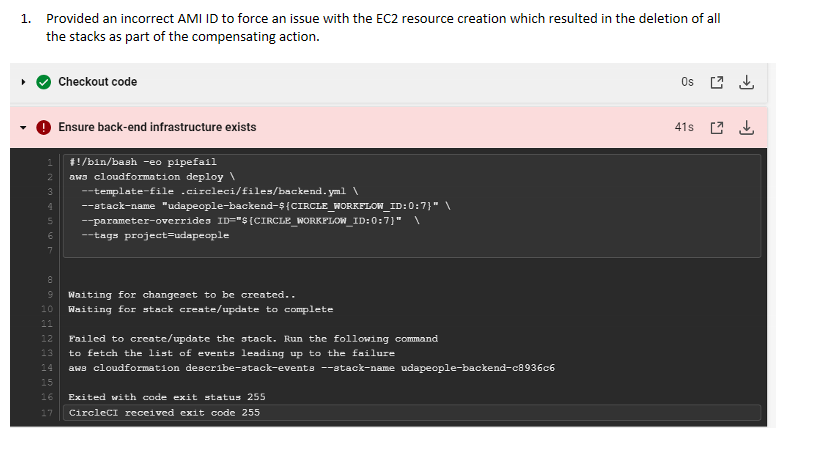 1. Provided an incorrect AMI ID to force an issue with the EC2 resource creation which resulted in the deletion of all
the stacks as part of the compensating action.
Checkout code 0s
Ensure back-end infrastructure exists 41s
1 #!/bin/bash -eo pipefail
2 aws cloudformation deploy \
3 --template-file .circleci/files/backend.yml \
4 --stack-name "udapeople-backend-${CIRCLE_WORKFLOW_ID:0:7}" \
5 --parameter-overrides ID="${CIRCLE_WORKFLOW_ID:0:7}" \
6 --tags project=udapeople
7
8
9 Waiting for changeset to be created..
10 Waiting for stack create/update to complete
11
12 Failed to create/update the stack. Run the following command
13 to fetch the list of events leading up to the failure
14 aws cloudformation describe-stack-events --stack-name udapeople-backend-c8936c6
15
16 Exited with code exit status 255
17 CircleCI received exit code 255